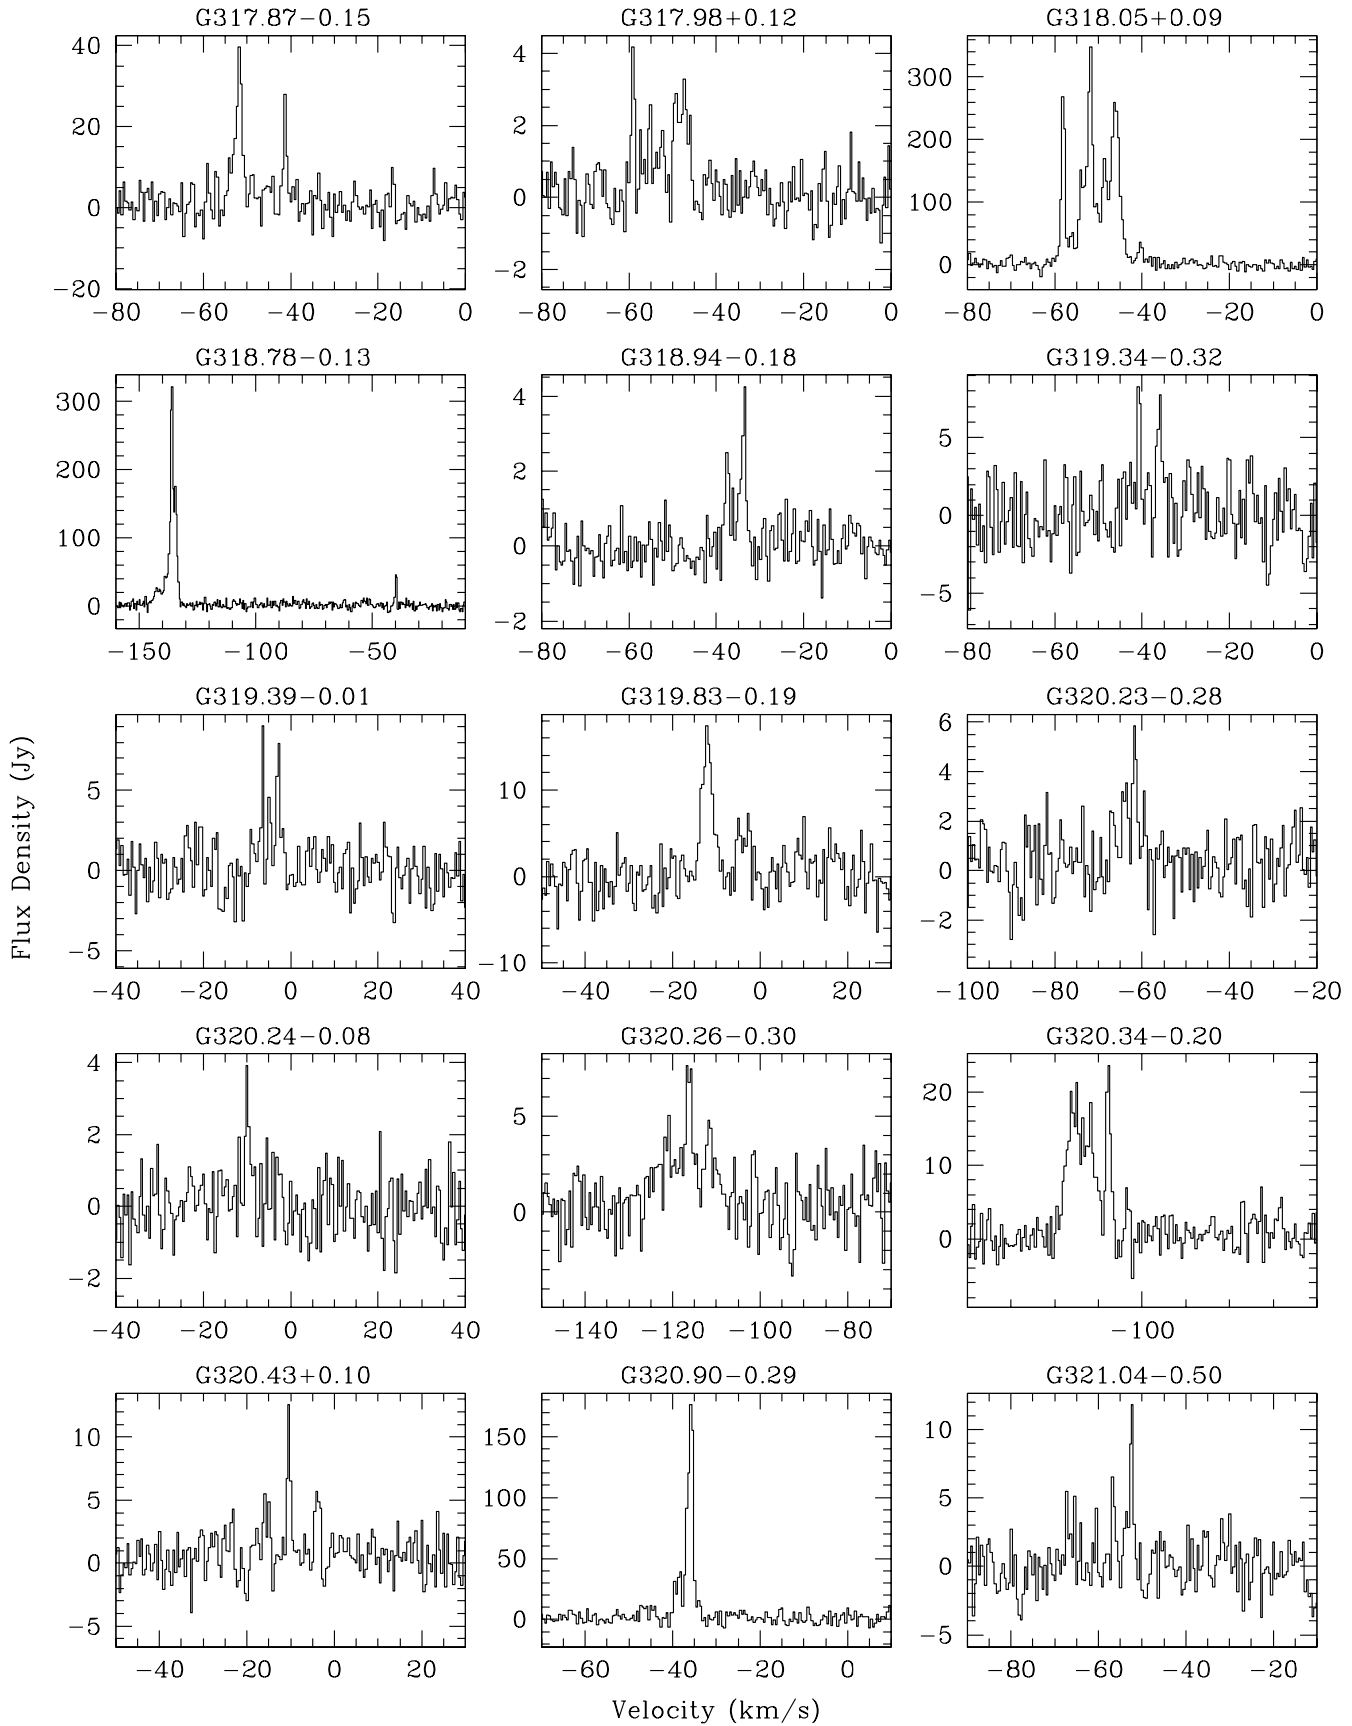 G317.87−0.15
G317.98+0.12
G318.05+0.09
40
20
0
−20
−80 −60 −40 −20 0
4
2
0
−2
−80 −60 −40 −20 0
300
200
100
0
−80 −60 −40 −20 0
G318.78−0.13
G318.94−0.18
G319.34−0.32
300
200
100
0
−150 −100 −50
4
2
0
−2
−80 −60 −40 −20 0
5
0
−5
−80 −60 −40 −20 0
G319.39−0.01
G319.83−0.19
G320.23−0.28
5
0
−5
−40 −20 0 20 40
10
0
−10
−40 −20 0 20
6
4
2
0
−2
−100 −80 −60 −40 −20
Flux Density (Jy)
G320.24−0.08
G320.26−0.30
G320.34−0.20
4
2
0
−2
−40 −20 0 20 40
5
0
−140 −120 −100 −80
20
10
0
−100
G320.43+0.10
G320.90−0.29
G321.04−0.50
10
5
0
−5
−40 −20 0 20
150
100
50
0
−60 −40 −20 0
10
5
0
−5
−80 −60 −40 −20
Velocity (km/s)